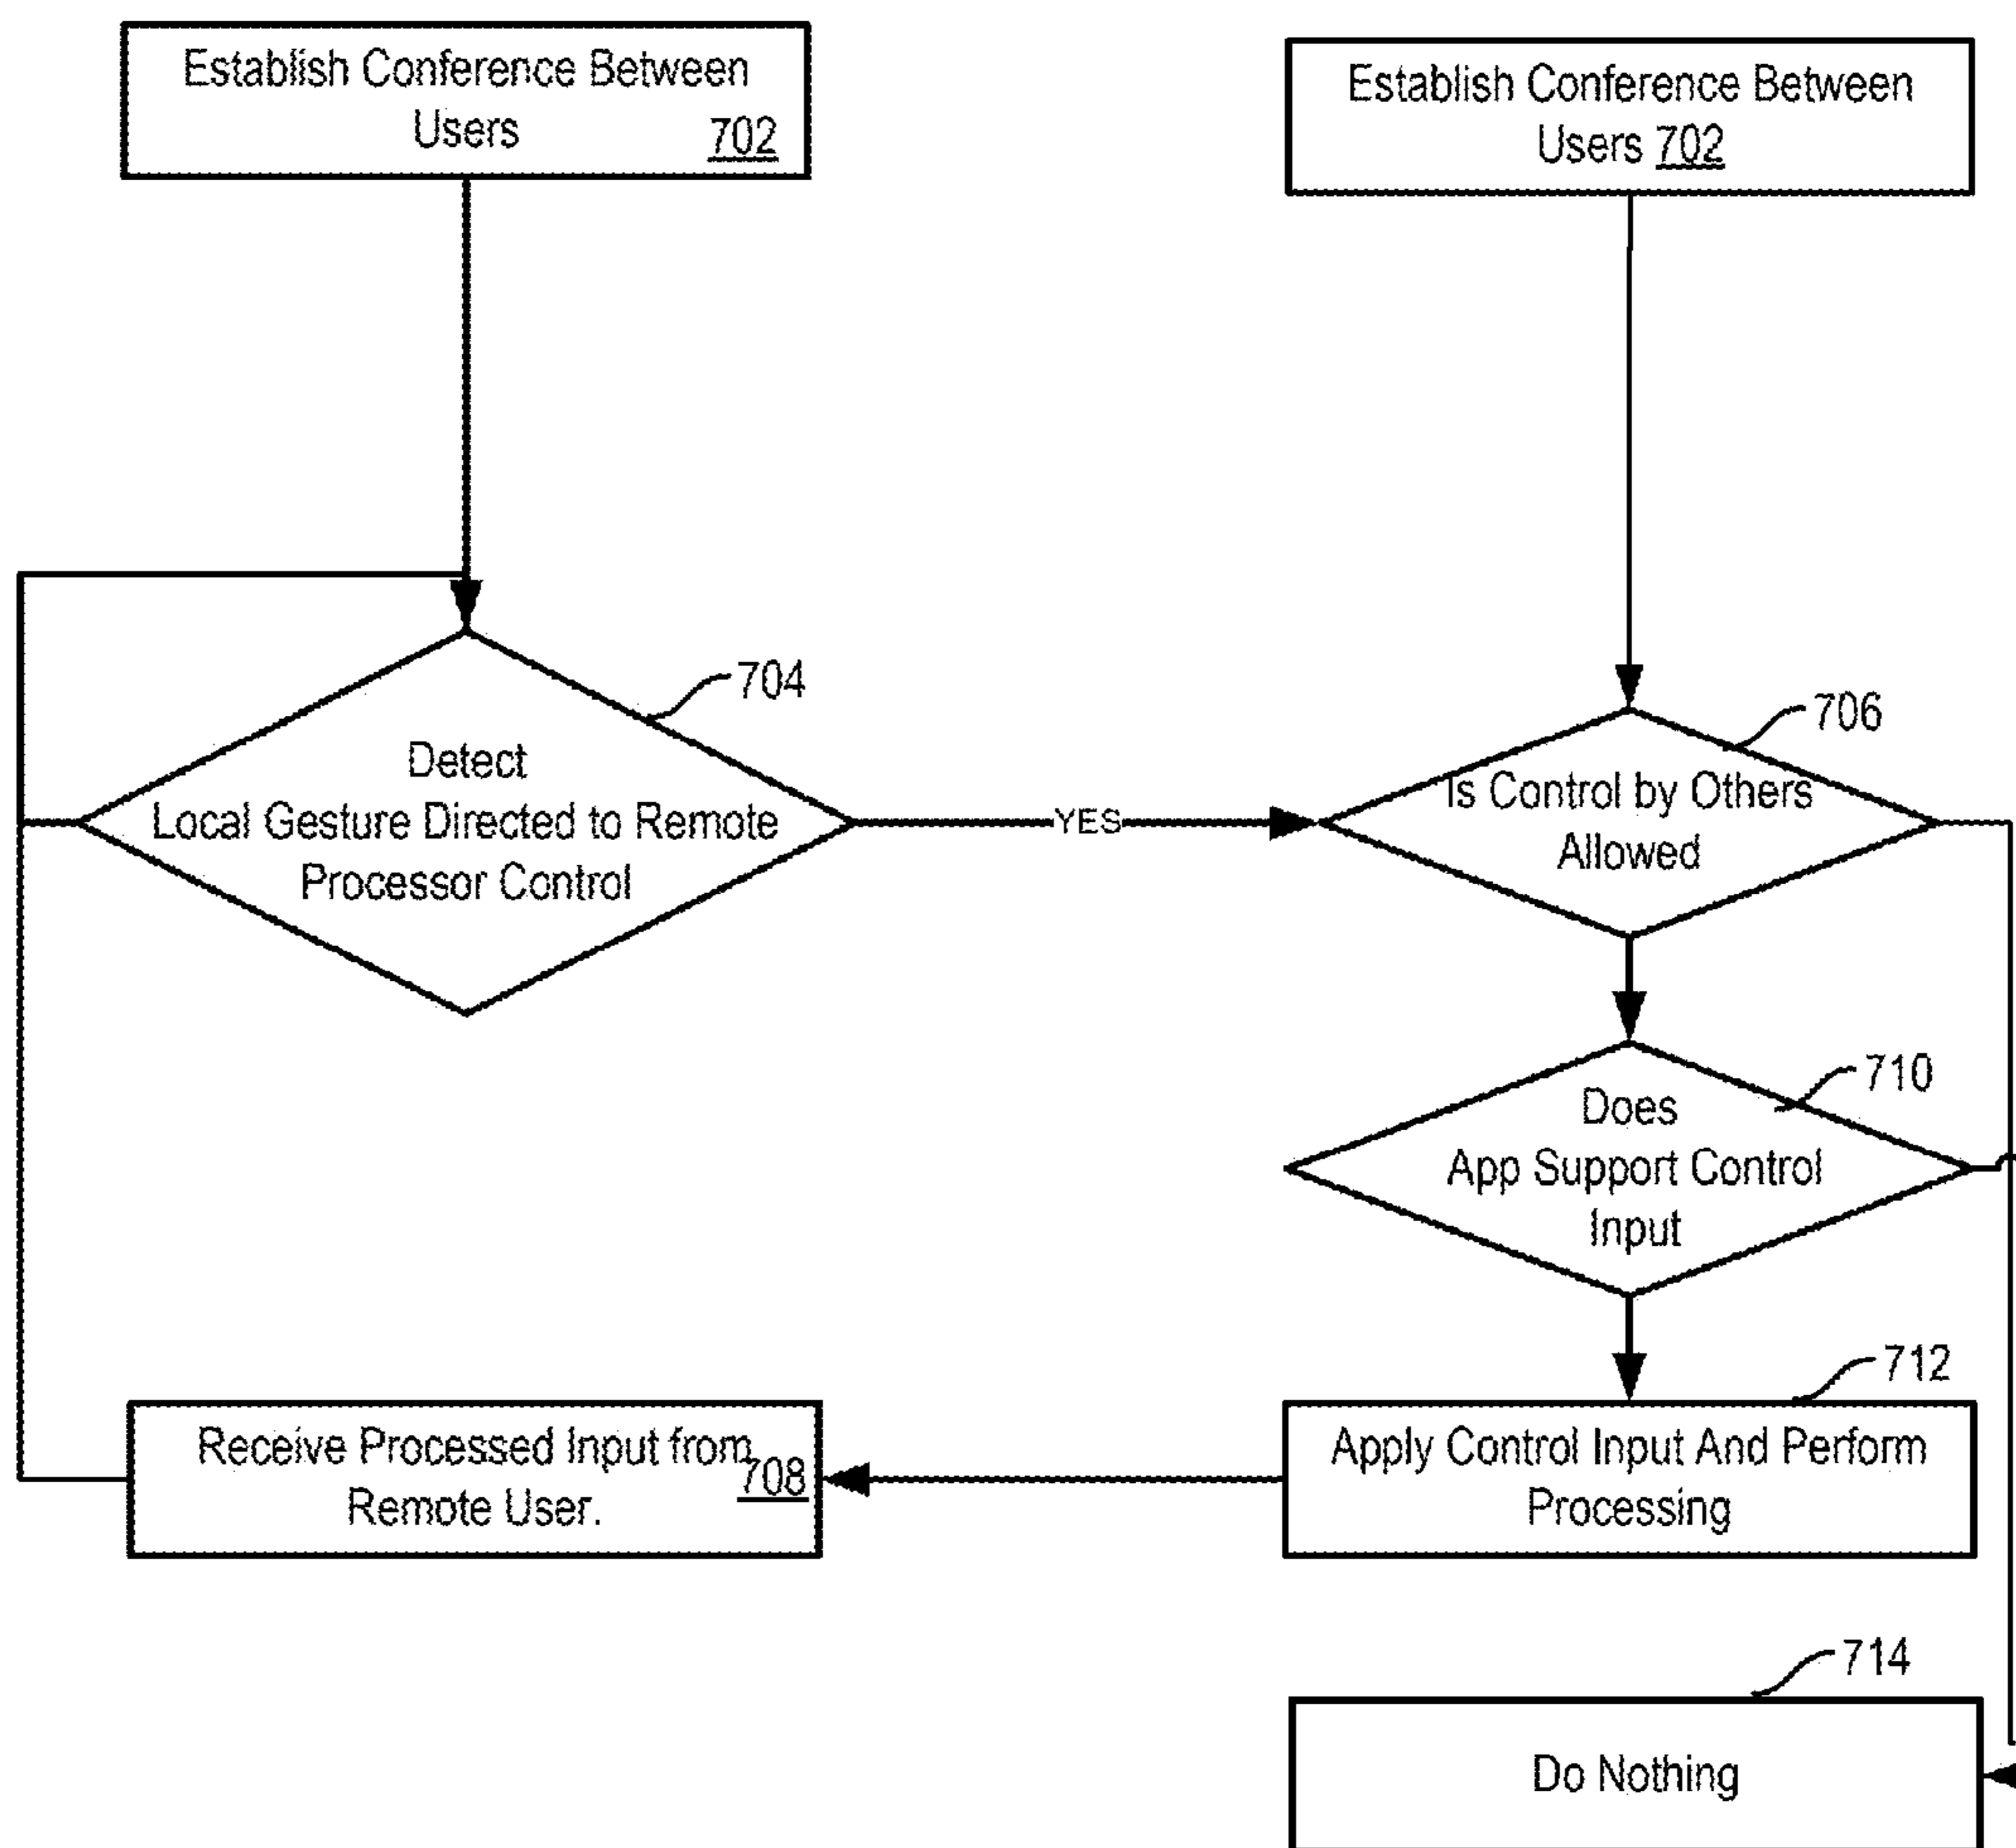 Establish Conference Between
Users 702
Establish Conference Between
Users 702
704
Detect
Local Gesture Directed to Remote
Processor Control
YES
706
Is Control by Others
Allowed
710
Does
App Support Control
Input
712
Apply Control Input And Perform
Processing
Receive Processed Input from
708
Remote User.
714
Do Nothing